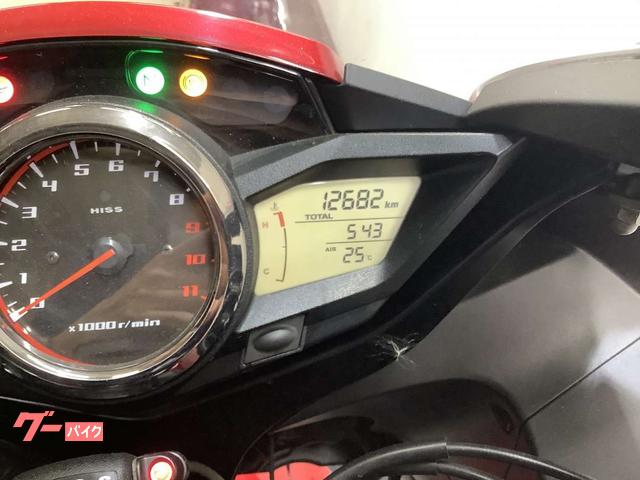 N
4 5 6 7 8
3 HISS
2 9
1 10
0 11
x1000r/min
12682 km
TOTAL
H
543
AIR 25 °C
C
グーバイク